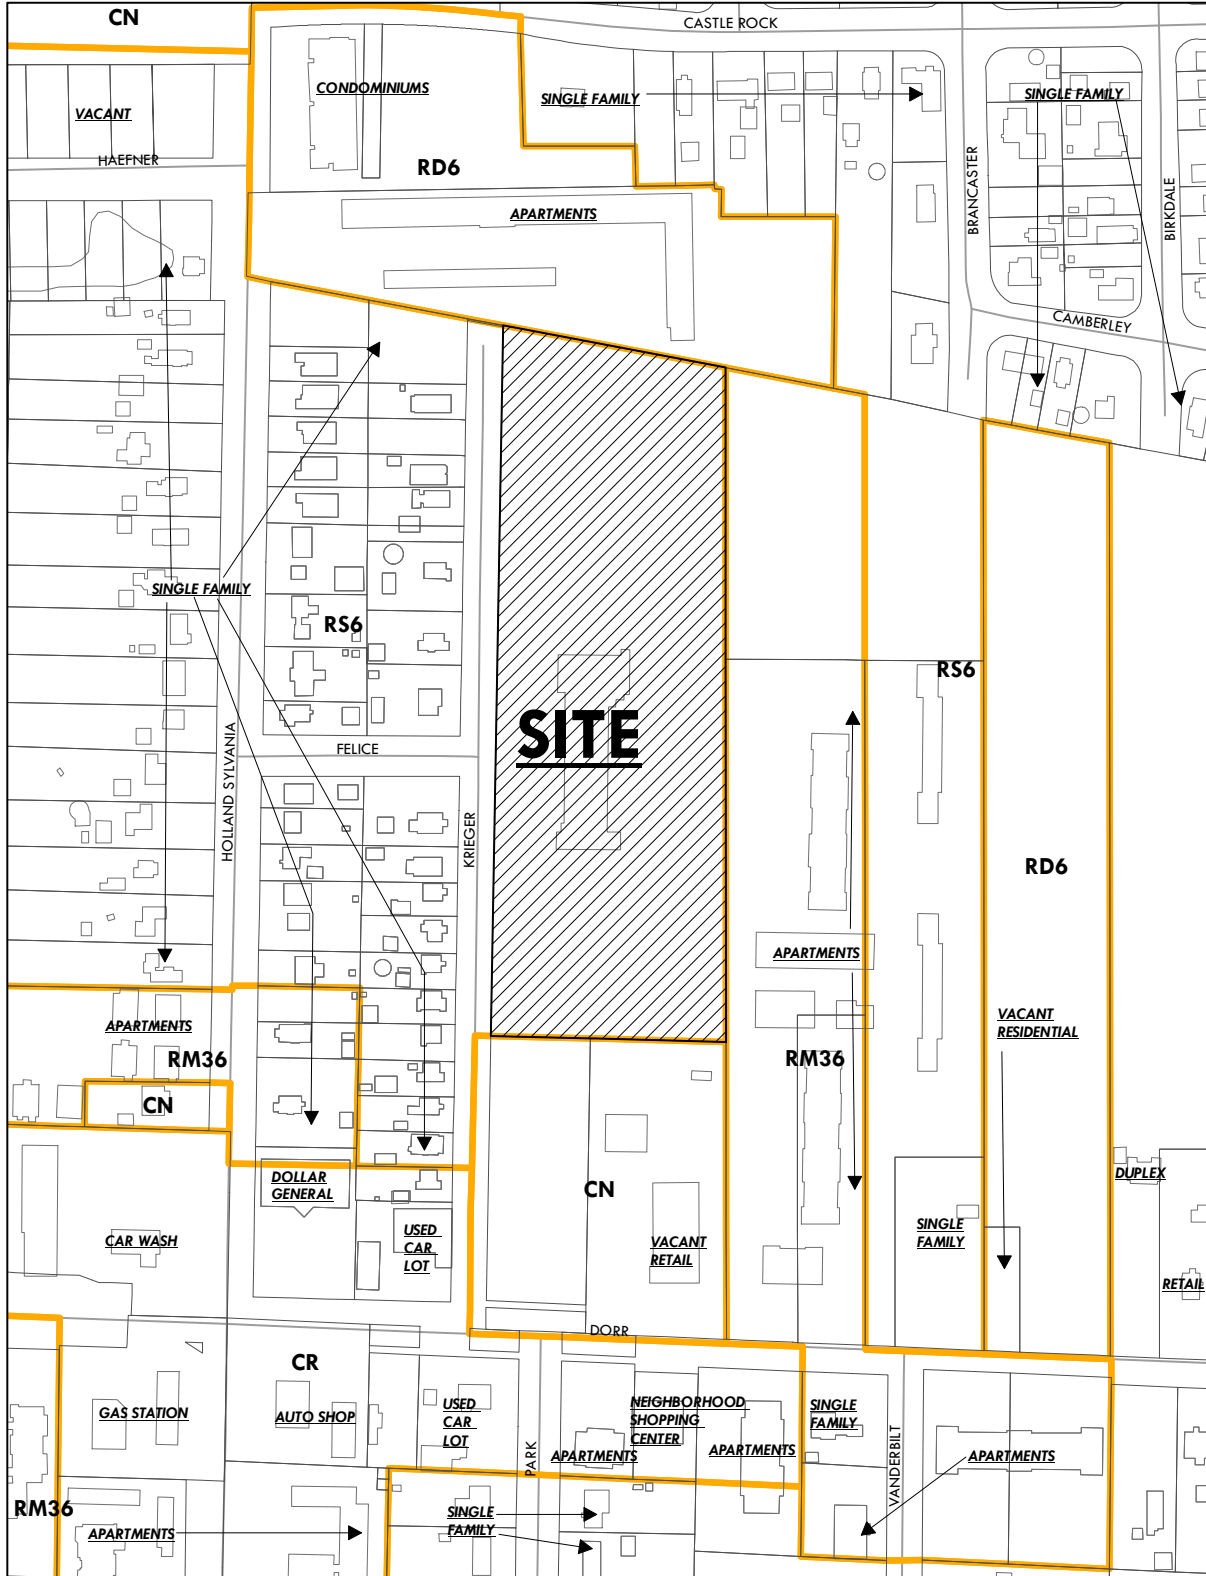 CN
CASTLE ROCK
CONDOMINIUMS
SINGLE FAMILY
SINGLE FAMILY
VACANT
HAEFNER
RD6
APARTMENTS
BRANCASTER
BIRKDALE
CAMBERLEY
SINGLE FAMILY
RS6
RS6
SITE
HOLLAND SYLVANIA
FELICE
KRIEGER
RD6
APARTMENTS
VACANT
RESIDENTIAL
APARTMENTS
RM36
RM36
CN
DOLLAR
GENERAL
CN
DUPLEX
CAR WASH
USED
CAR
LOT
VACANT
RETAIL
SINGLE
FAMILY
RETAIL
DORR
CR
GAS STATION
AUTO SHOP
USED
CAR
LOT
PARK
NEIGHBORHOOD
SHOPPING
CENTER
APARTMENTS
APARTMENTS
SINGLE
FAMILY
VANDERBILT
APARTMENTS
RM36
APARTMENTS
SINGLE
FAMILY